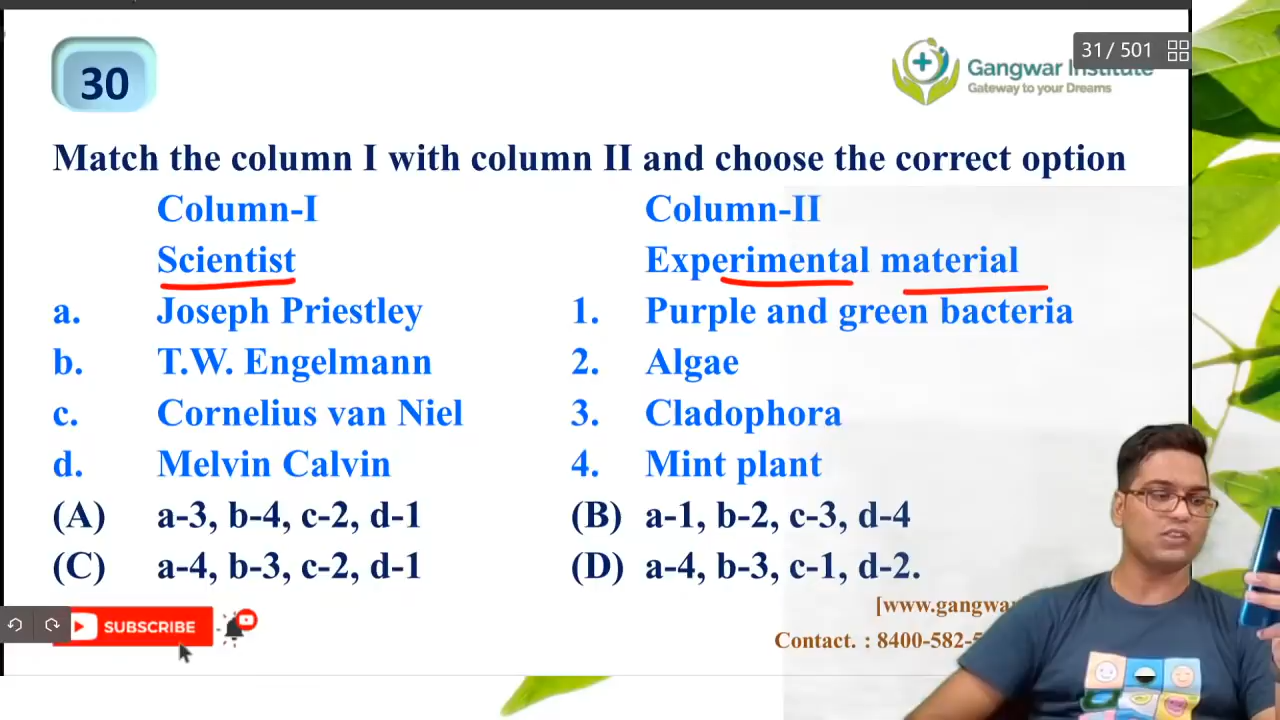 31 / 501
30
Gangwar Institute
Gateway to your Dreams
Match the column I with column II and choose the correct option
Column-I Column-II
Scientist Experimental material
a. Joseph Priestley 1. Purple and green bacteria
b. T.W. Engelmann 2. Algae
c. Cornelius van Niel 3. Cladophora
d. Melvin Calvin 4. Mint plant
(A) a-3, b-4, c-2, d-1 (B) a-1, b-2, c-3, d-4
(C) a-4, b-3, c-2, d-1 (D) a-4, b-3, c-1, d-2.
[www.gangwa
SUBSCRIBE
Contact. : 8400-582-